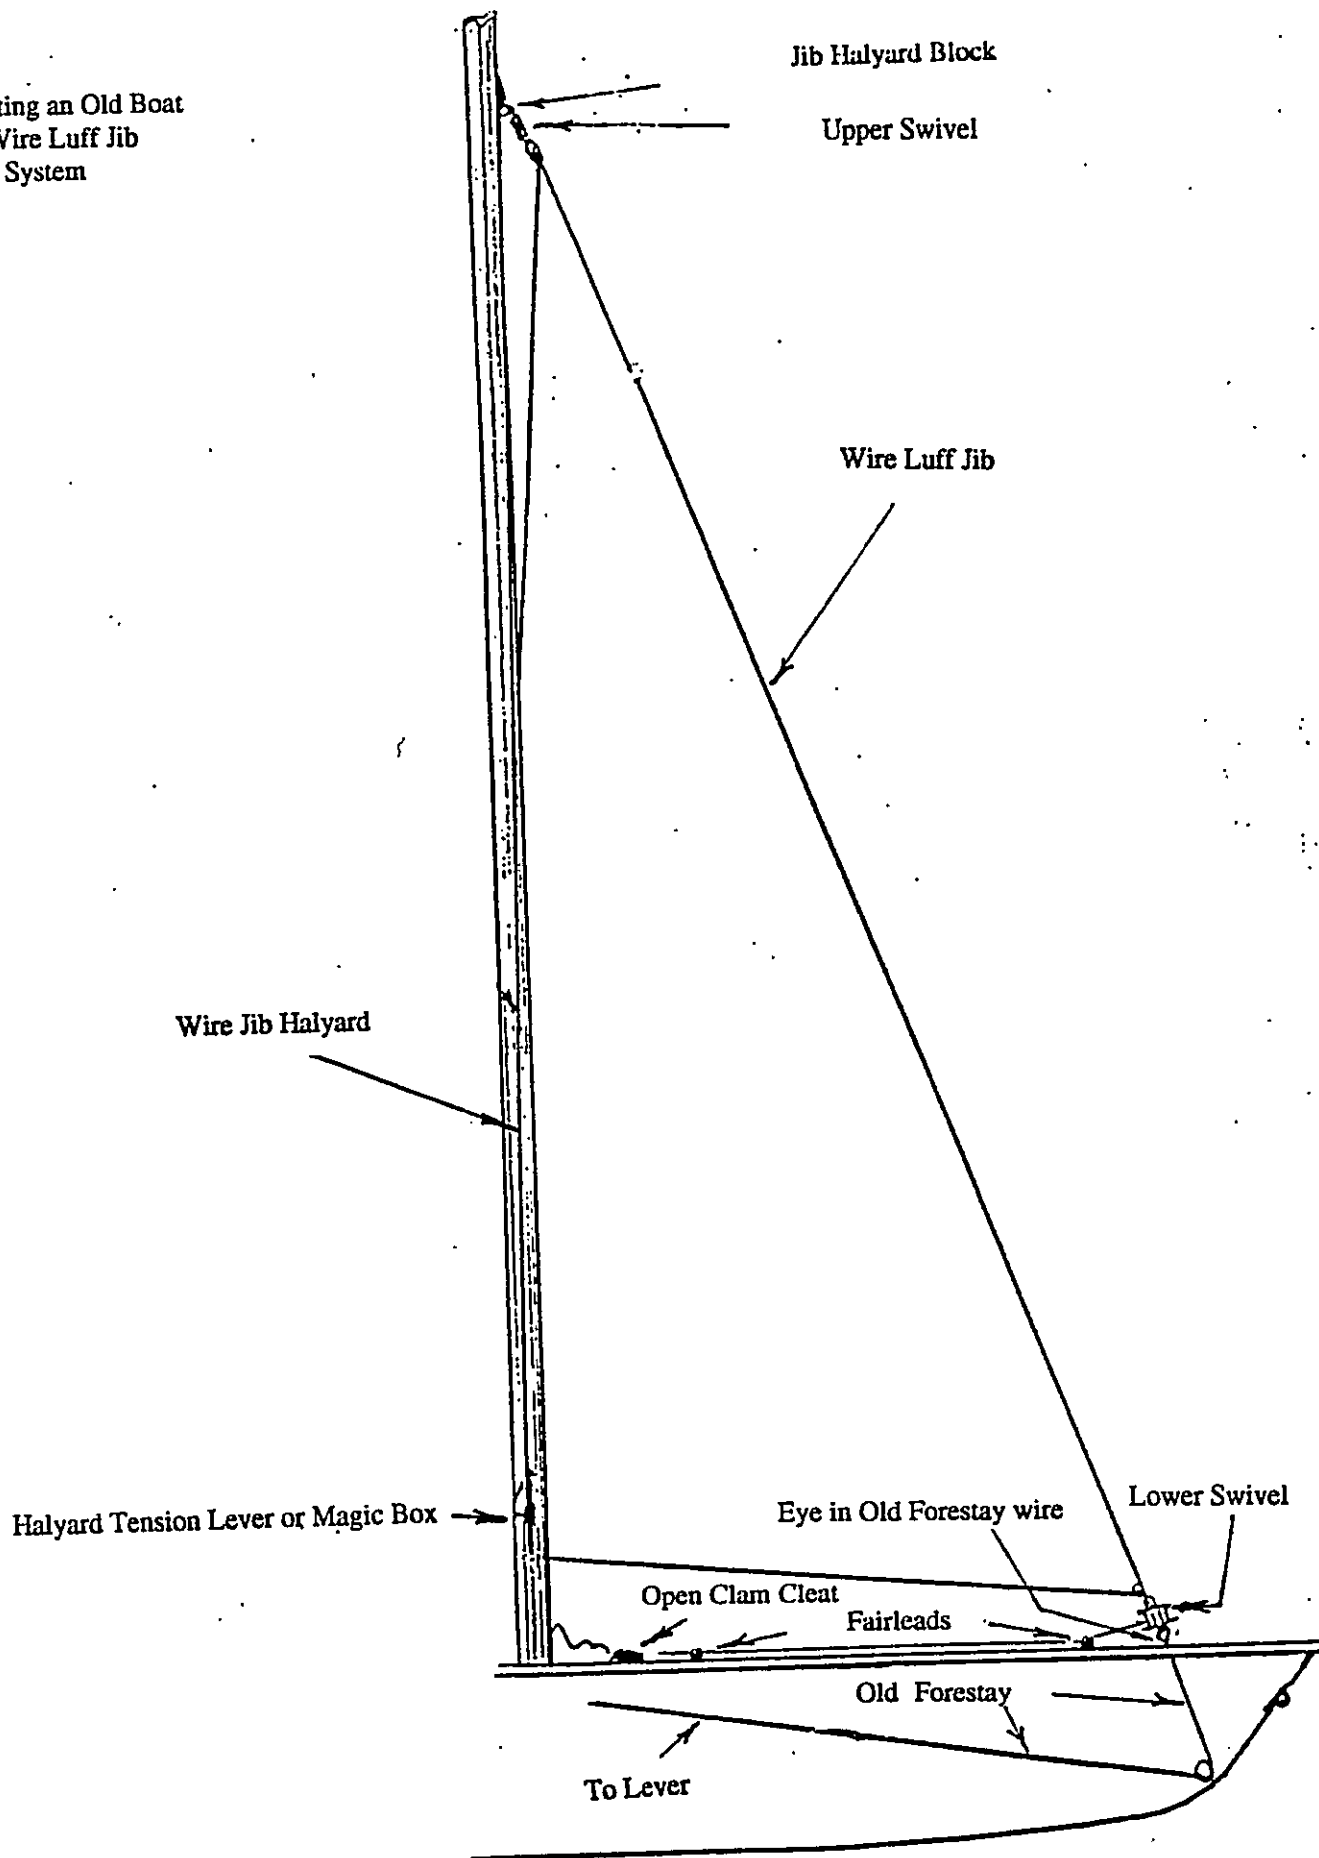 ting an Old Boat
Wire Luff Jib
System
Jib Halyard Block
Upper Swivel
Wire Luff Jib
Wire Jib Halyard
Halyard Tension Lever or Magic Box
Eye in Old Forestay wire
Lower Swivel
Open Clam Cleat
Fairleads
Old Forestay
To Lever